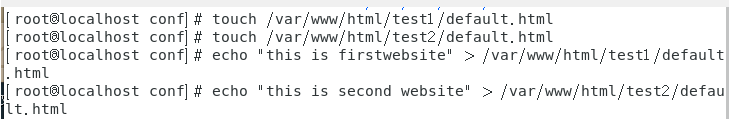 [root@localhost conf]# touch /var/www/html/test1/default.html
[root@localhost conf]# touch /var/www/html/test2/default.html
[root@localhost conf]# echo "this is firstwebsite" > /var/www/html/test1/default
.html
[root@localhost conf]# echo "this is second website" > /var/www/html/test2/defau
lt.html